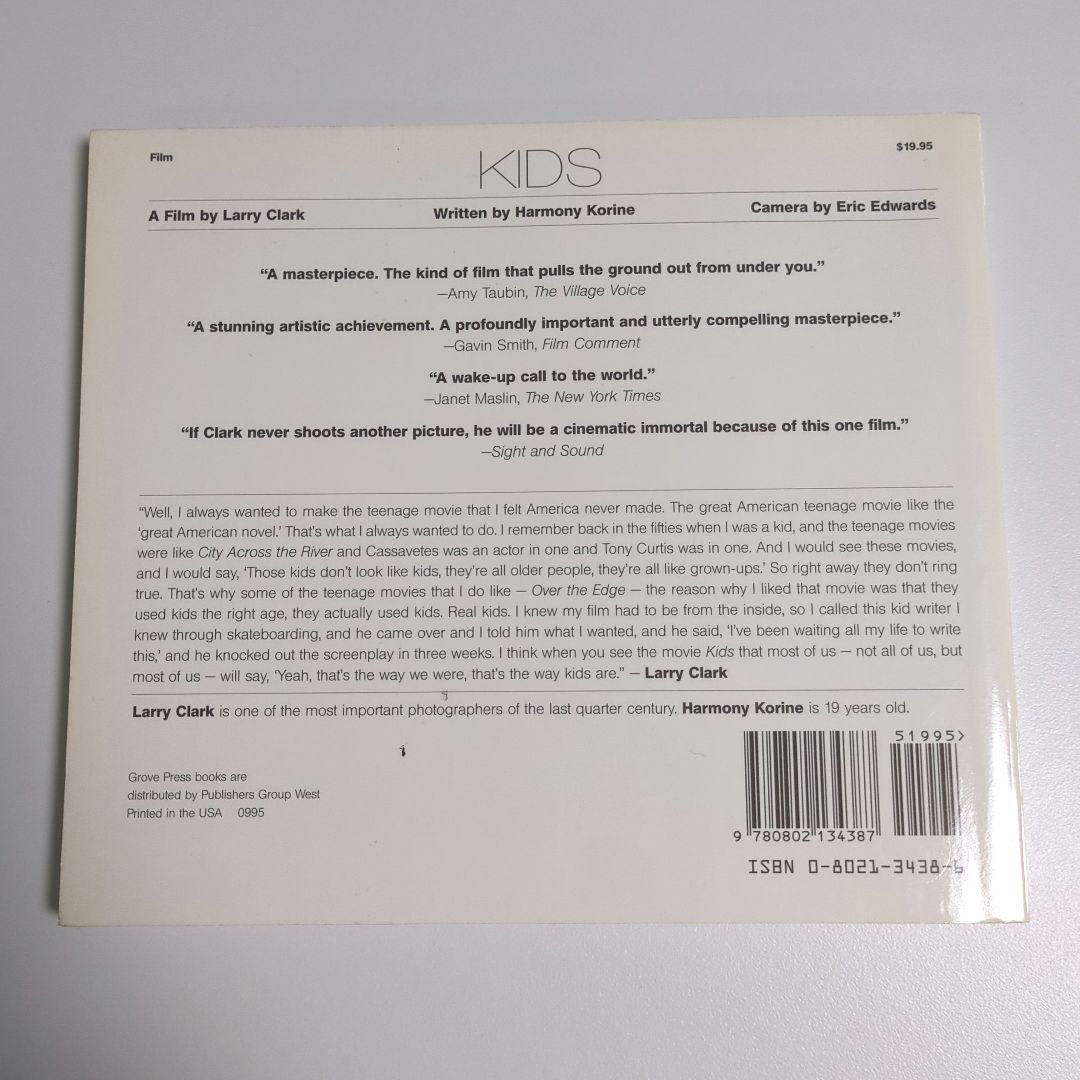 Film
KIDS
$19.95
A Film by Larry Clark
Written by Harmony Korine
Camera by Eric Edwards
“A masterpiece. The kind of film that pulls the ground out from under you.”
—Amy Taubin, The Village Voice
“A stunning artistic achievement. A profoundly important and utterly compelling masterpiece.”
—Gavin Smith, Film Comment
“A wake-up call to the world.”
—Janet Maslin, The New York Times
“If Clark never shoots another picture, he will be a cinematic immortal because of this one film.”
—Sight and Sound
“Well, I always wanted to make the teenage movie that I felt America never made. The great American teenage movie like the
‘great American novel.’ That’s what I always wanted to do. I remember back in the fifties when I was a kid, and the teenage movies
were like City Across the River and Cassavetes was an actor in one and Tony Curtis was in one. And I would see these movies,
and I would say, ‘Those kids don’t look like kids, they’re all older people, they’re all like grown-ups.’ So right away they don’t ring
true. That’s why some of the teenage movies that I do like — Over the Edge — the reason why I liked that movie was that they
used kids the right age, they actually used kids. Real kids. I knew my film had to be from the inside, so I called this kid writer I
knew through skateboarding, and he came over and I told him what I wanted, and he said, ‘I’ve been waiting all my life to write
this,’ and he knocked out the screenplay in three weeks. I think when you see the movie Kids that most of us — not all of us, but
most of us — will say, ‘Yeah, that’s the way we were, that’s the way kids are.” — Larry Clark
Larry Clark is one of the most important photographers of the last quarter century. Harmony Korine is 19 years old.
Grove Press books are
distributed by Publishers Group West
Printed in the USA 0995
51995>
9 780802 134387
ISBN 0-8021-3438-6